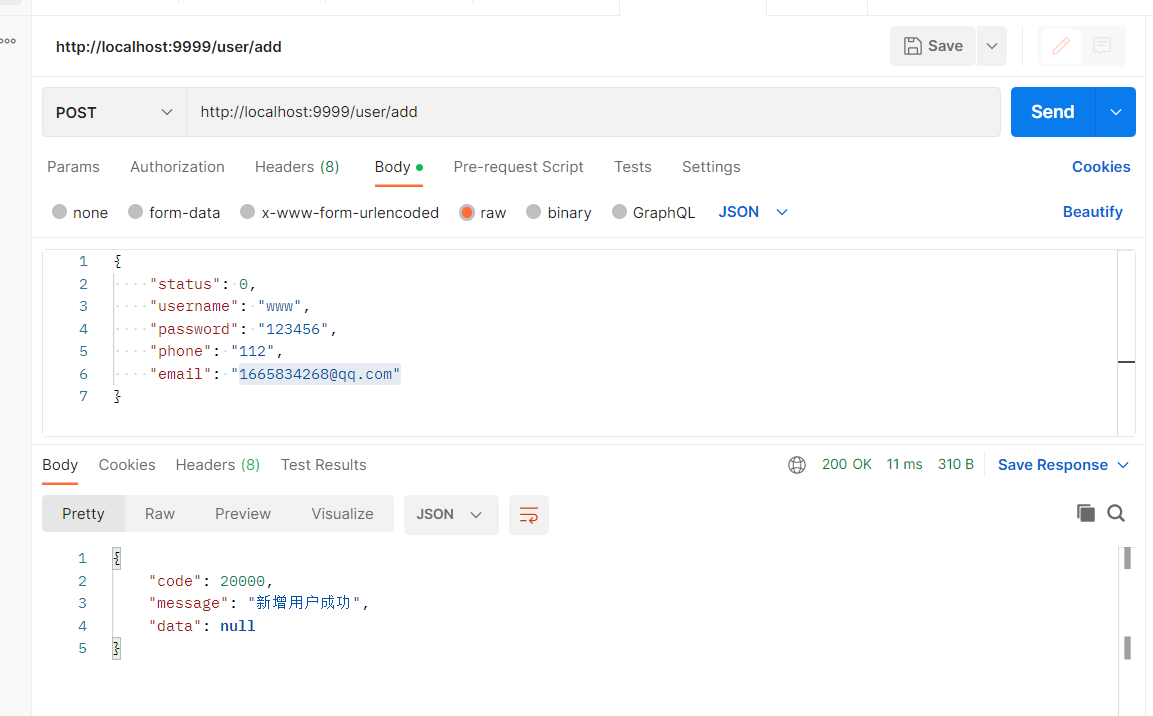 http://localhost:9999/user/add
Save
POST
http://localhost:9999/user/add
Send
Params Authorization Headers (8) Body Pre-request Script Tests Settings Cookies
none form-data x-www-form-urlencoded raw binary GraphQL JSON Beautify
1 {
2 "status": 0,
3 "username": "www",
4 "password": "123456",
5 "phone": "112",
6 "email": "1665834268@qq.com"
7 }
Body Cookies Headers (8) Test Results 200 OK 11 ms 310 B Save Response
Pretty Raw Preview Visualize JSON
1 {
2 "code": 20000,
3 "message": "新增用户成功",
4 "data": null
5 }